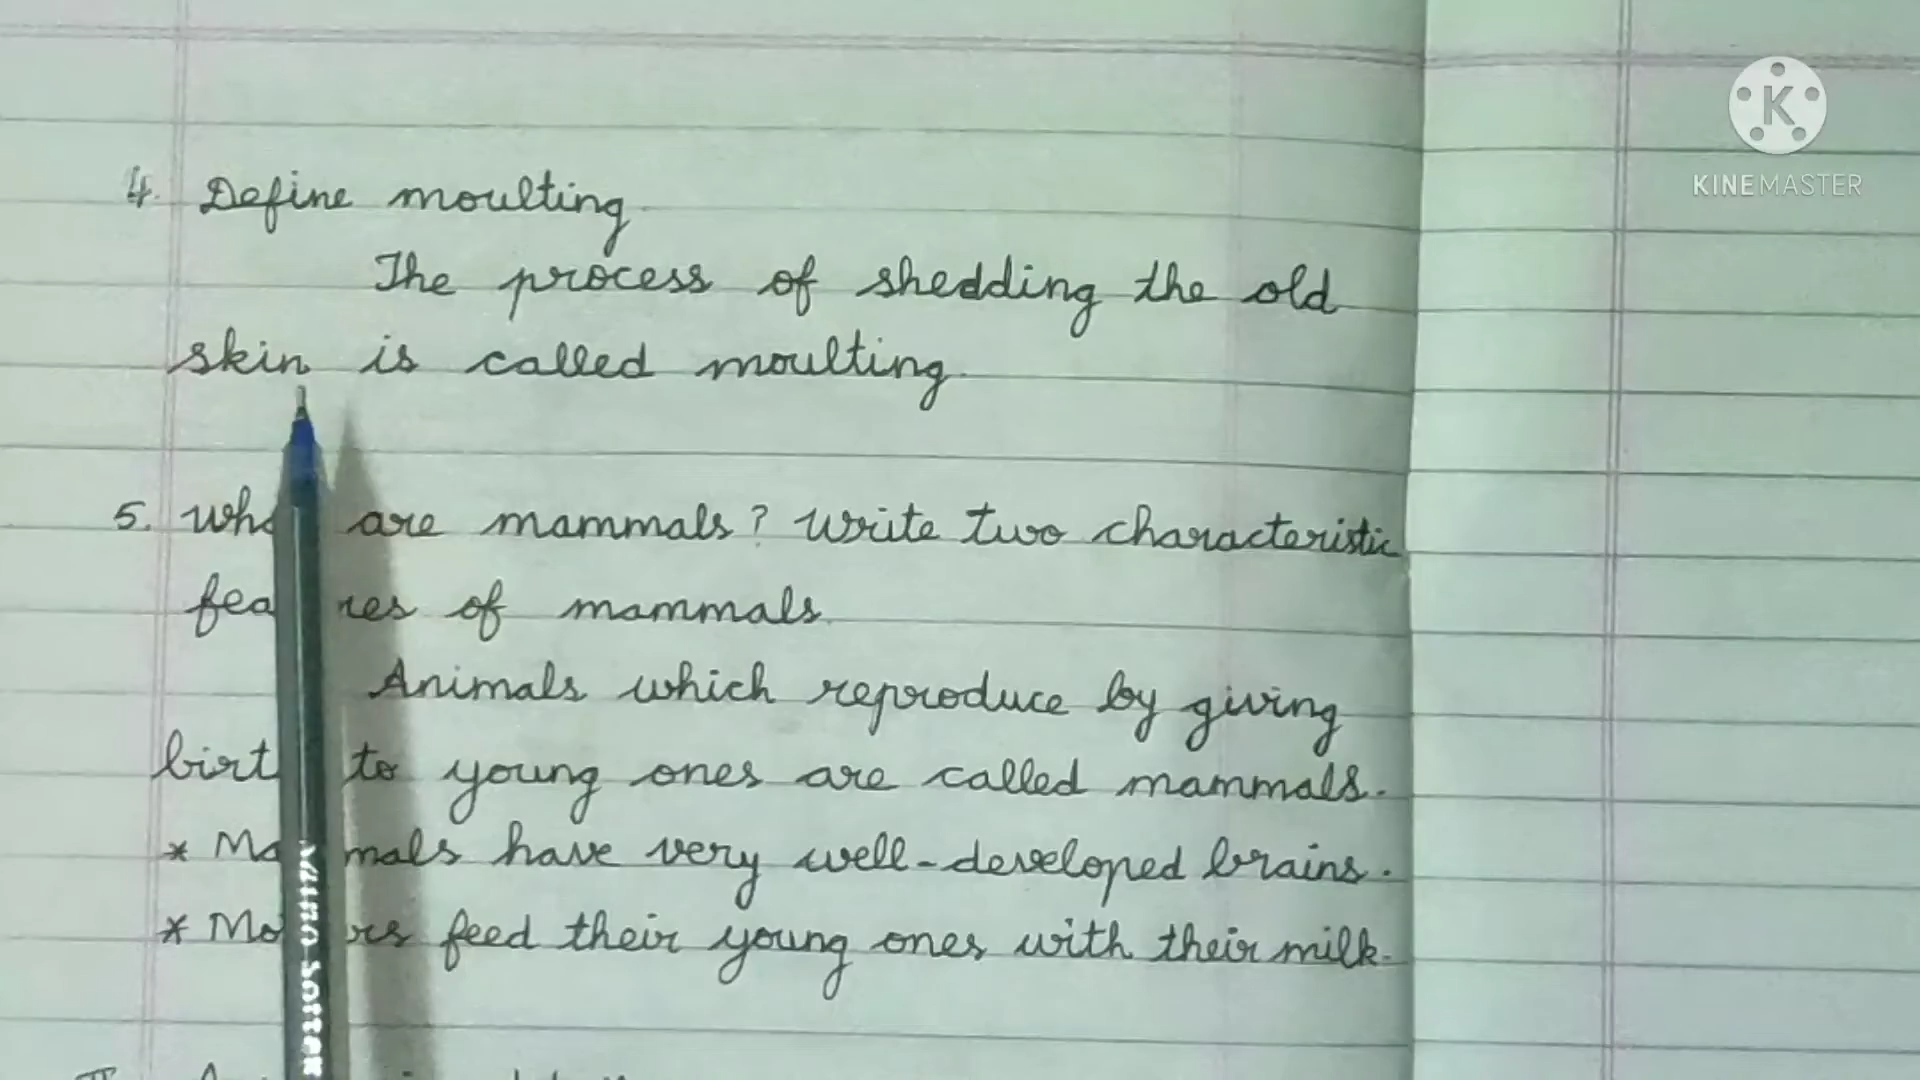 4. Define moulting.
The process of shedding the old
skin is called moulting.
5. are mammals? Write two characteristic
of mammals.
Animals which reproduce by giving
to young ones are called mammals.
* have very well-developed brains.
* feed their young ones with their milk.
KINEMASTER